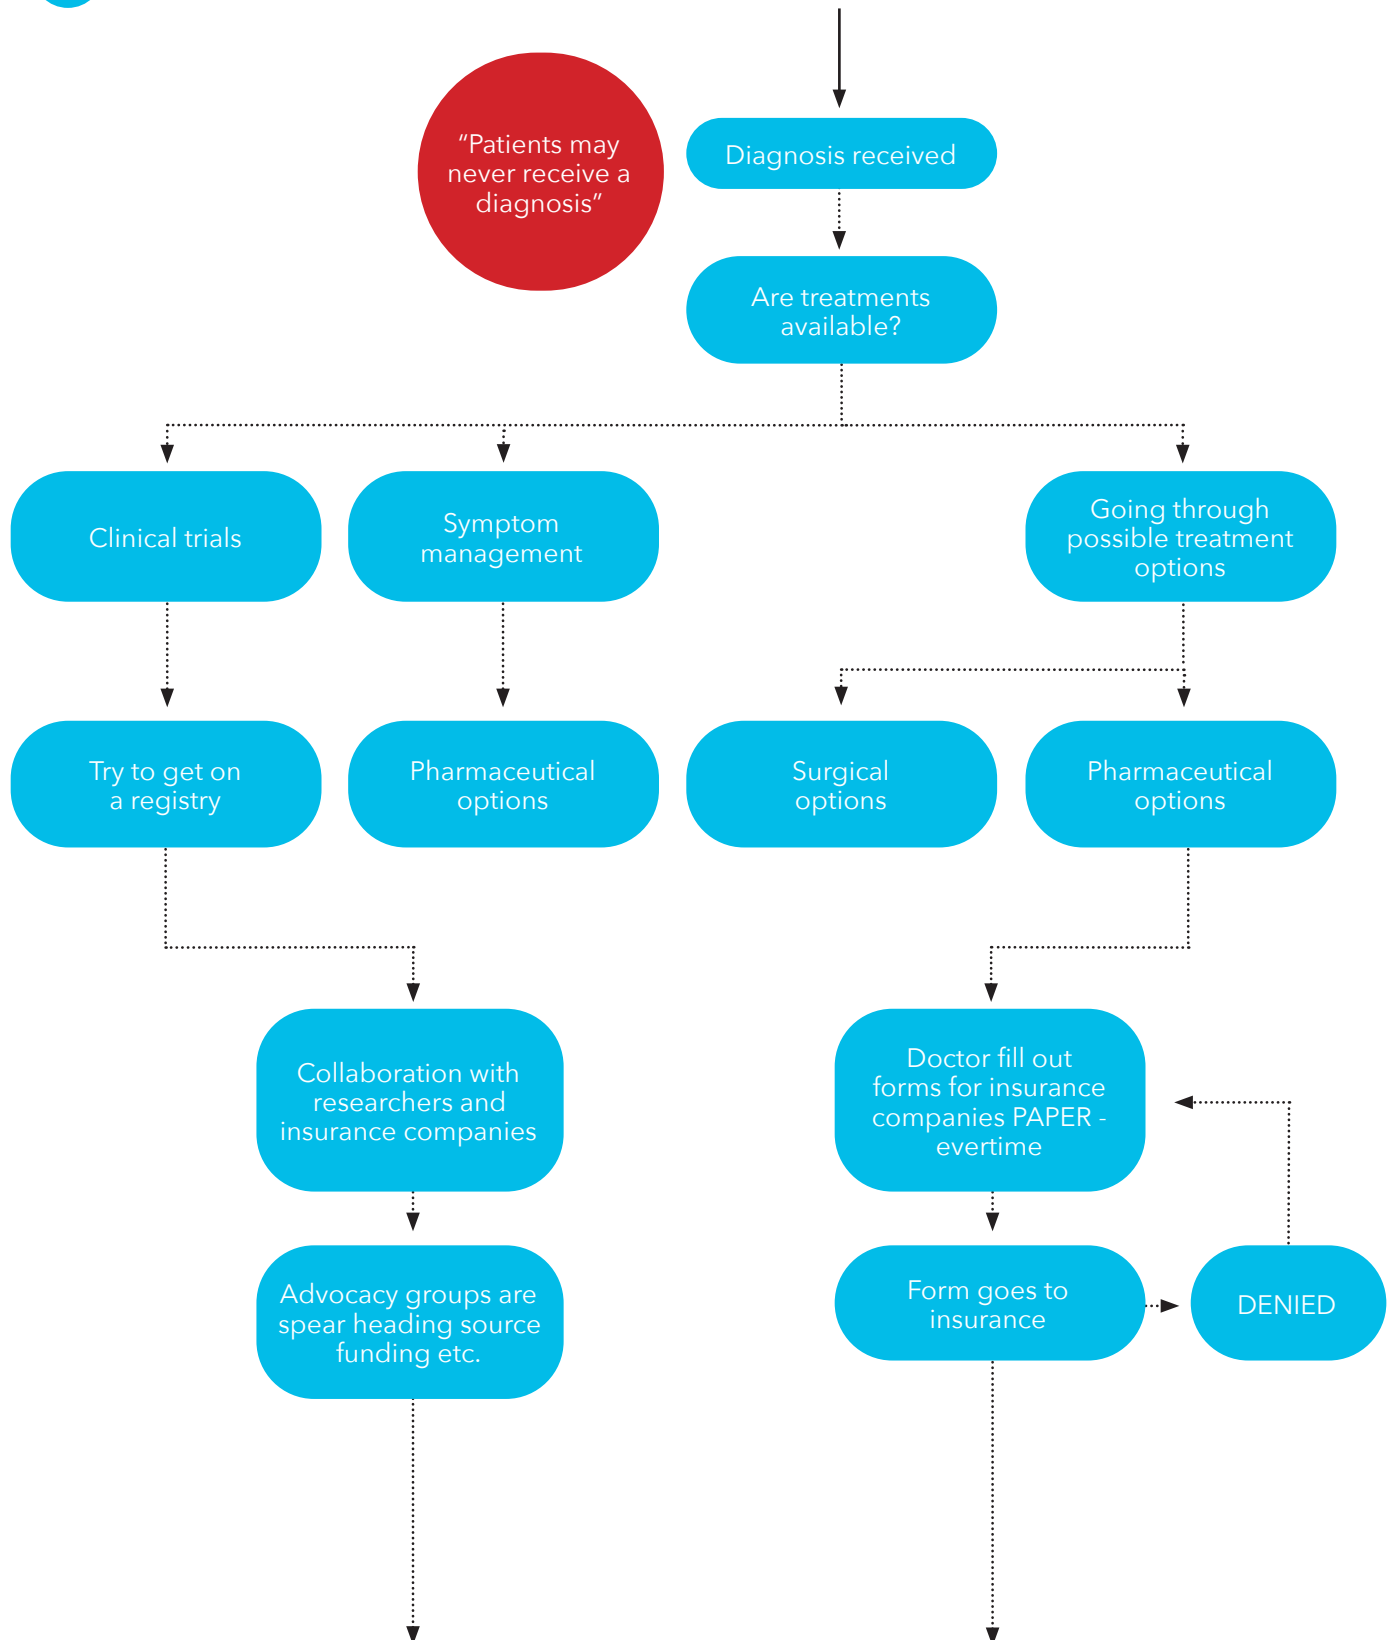 “Patients may
never receive a
diagnosis”
Diagnosis received
Are treatments
available?
Clinical trials
Symptom
management
Going through
possible treatment
options
Try to get on
a registry
Pharmaceutical
options
Surgical
options
Pharmaceutical
options
Collaboration with
researchers and
insurance companies
Doctor fill out
forms for insurance
companies PAPER -
evertime
Advocacy groups are
spear heading source
funding etc.
Form goes to
insurance
DENIED